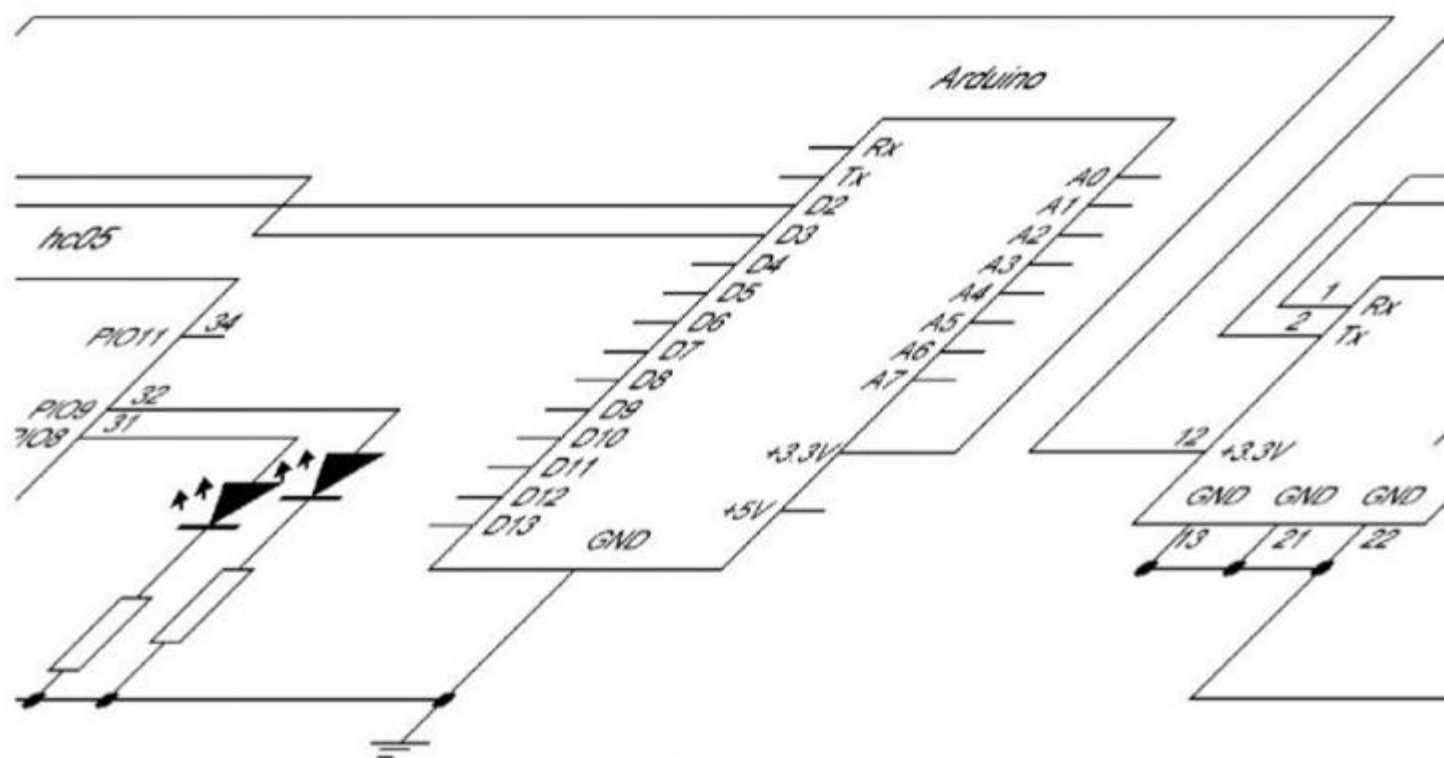 Arduino
Rx
Tx
D2
D3
D4
D5
D6
D7
D8
D9
D10
D11
D12
D13
GND
A0
A1
A2
A3
A4
A5
A6
A7
+3.3V
+5V
hc05
PIO11 34
PIO9 32
PIO8 31
1 Rx
2 Tx
12 +3.3V
GND GND GND
13 21 22